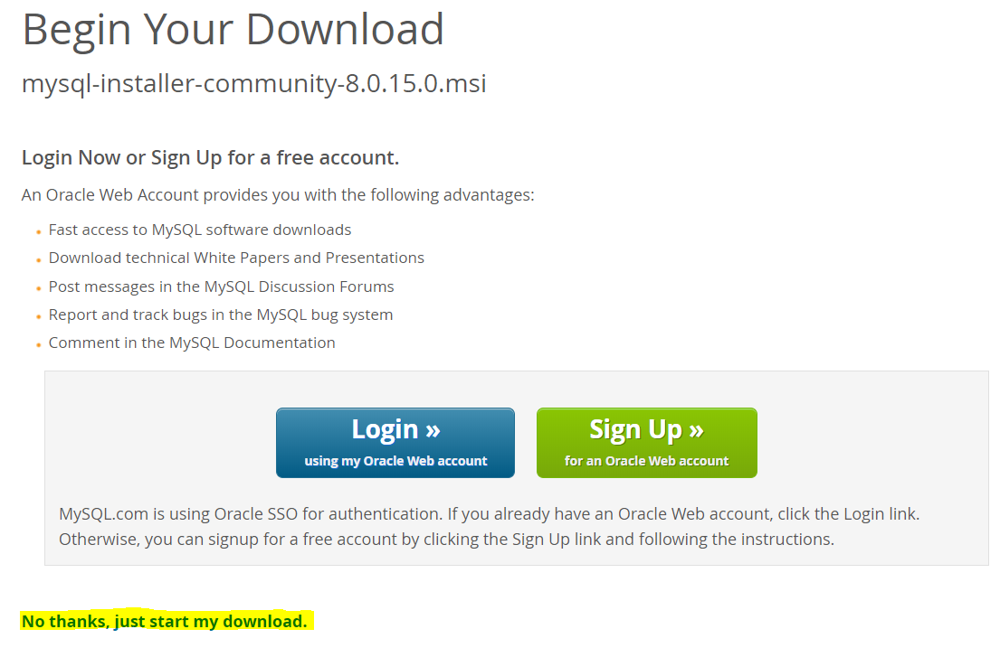 Begin Your Download
mysql-installer-community-8.0.15.0.msi
Login Now or Sign Up for a free account.
An Oracle Web Account provides you with the following advantages:
Fast access to MySQL software downloads
Download technical White Papers and Presentations
Post messages in the MySQL Discussion Forums
Report and track bugs in the MySQL bug system
Comment in the MySQL Documentation
Login »
using my Oracle Web account
Sign Up »
for an Oracle Web account
MySQL.com is using Oracle SSO for authentication. If you already have an Oracle Web account, click the Login link.
Otherwise, you can signup for a free account by clicking the Sign Up link and following the instructions.
No thanks, just start my download.